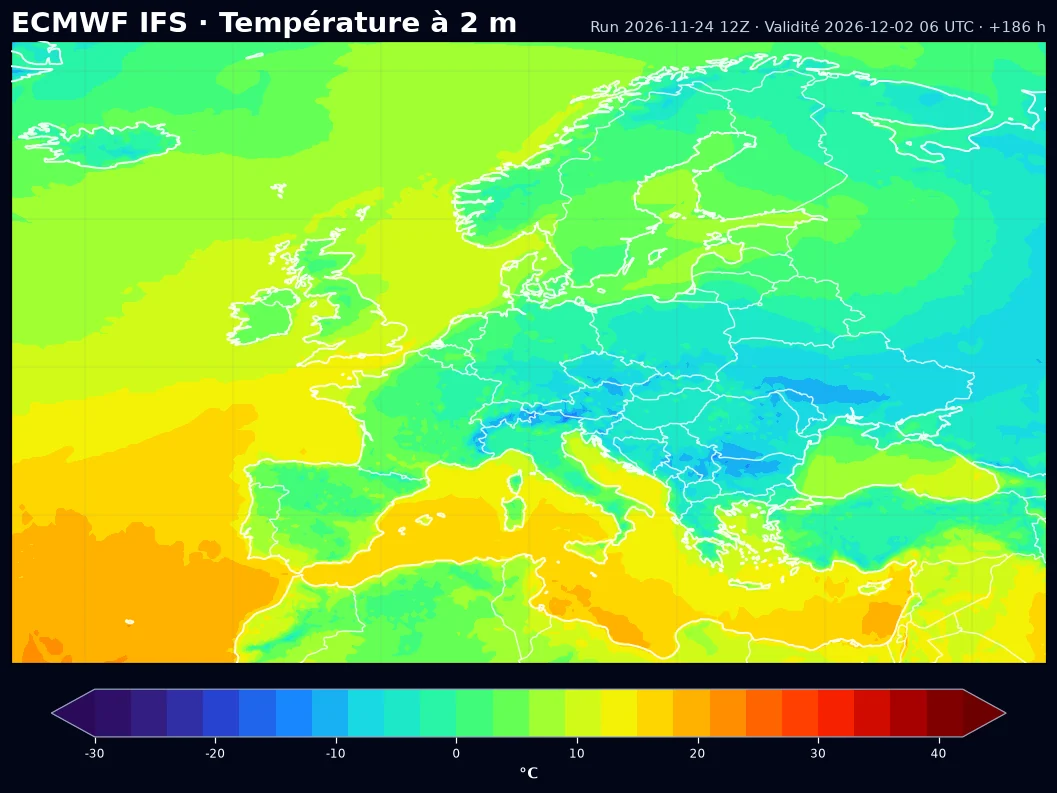 ECMWF IFS · Température à 2 m
Run 2026-11-24 12Z · Validité 2026-12-02 06 UTC · +186 h
-30 -20 -10 0 10 20 30 40
°C